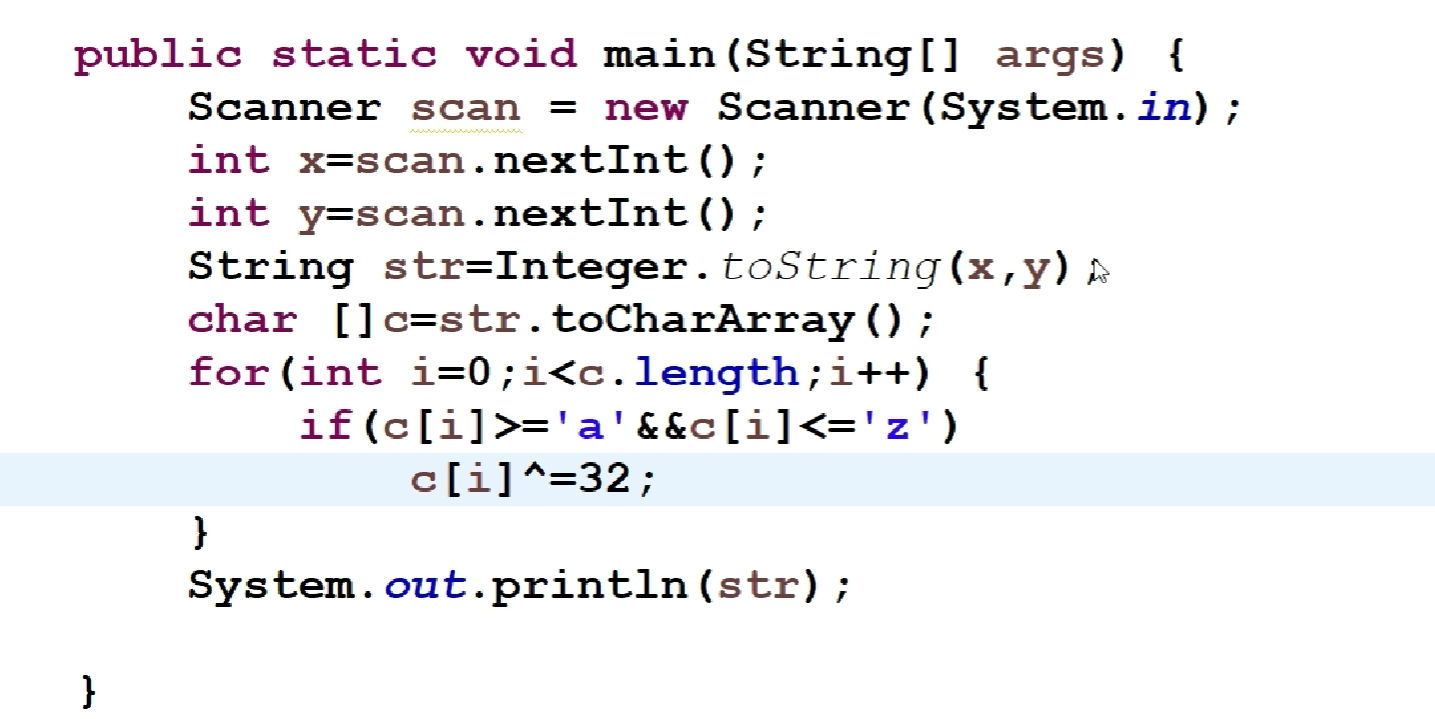 public static void main(String[] args) {
Scanner scan = new Scanner(System.in);
int x=scan.nextInt();
int y=scan.nextInt();
String str=Integer.toString(x,y);
char []c=str.toCharArray();
for(int i=0;i<c.length;i++) {
if(c[i]>='a'&&c[i]<='z')
c[i]^=32;
}
System.out.println(str);
}